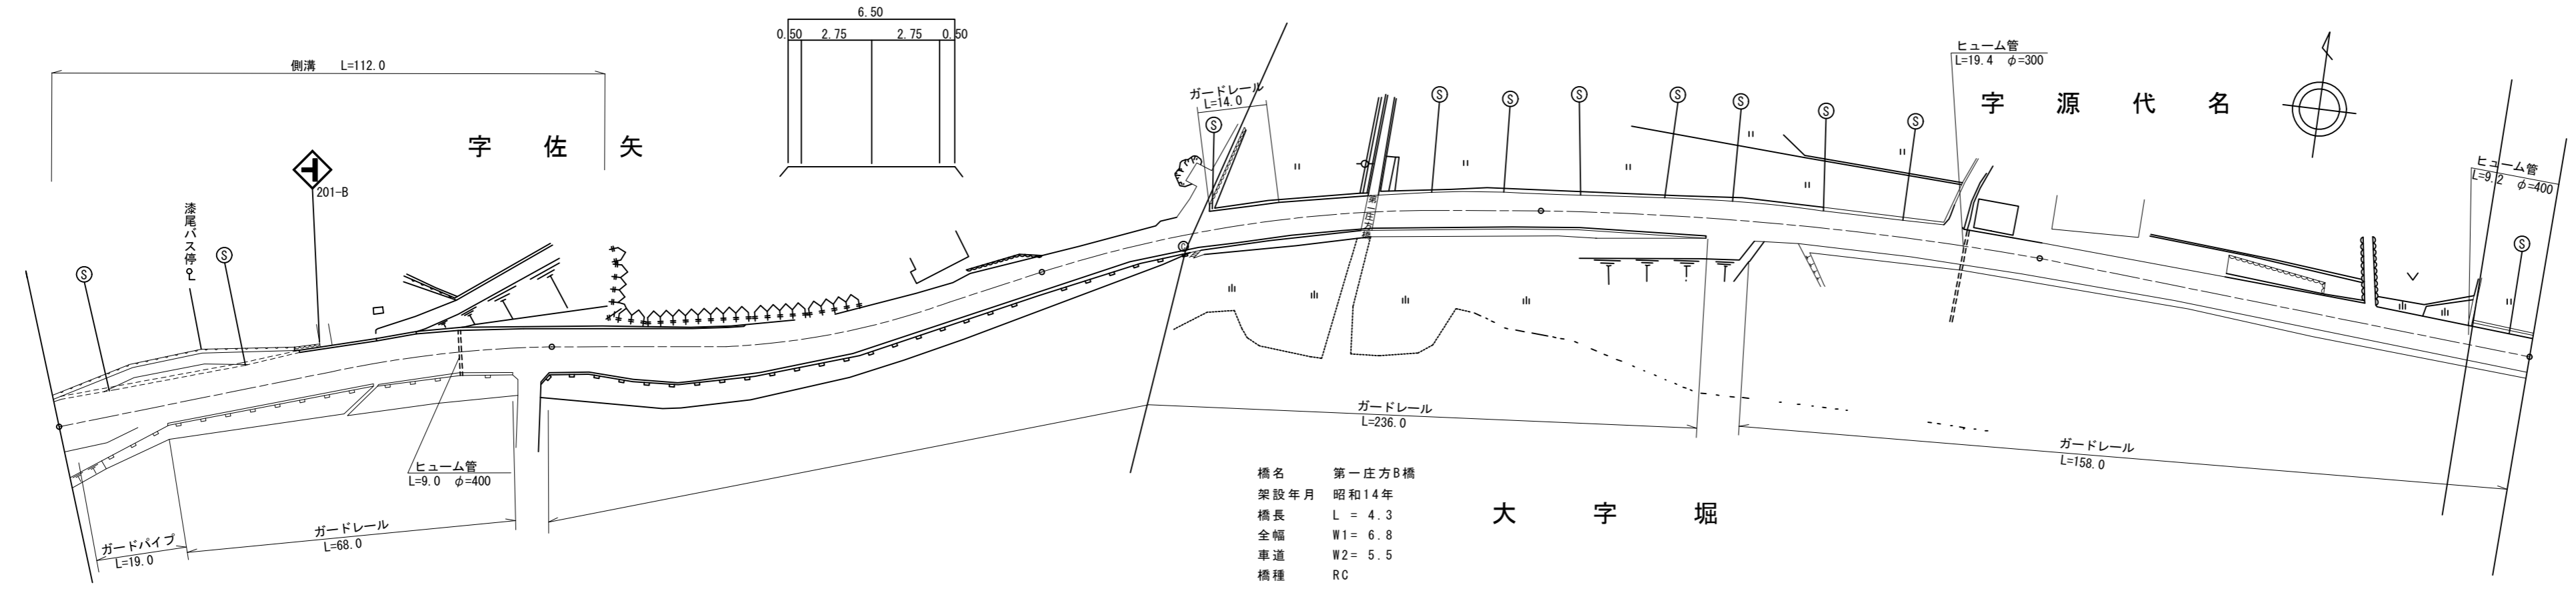 6.50
0.50 2.75 2.75 0.50
側溝 L=112.0
字佐矢
201-B
漆尾バス停
S
S
ガードレール
L=14.0
S
S
S
S
S
S
S
S
ヒューム管
L=19.4 φ=300
字源代名
ヒューム管
L=9.2 φ=400
S
第一庄方橋
G
ヒューム管
L=9.0 φ=400
ガードパイプ
L=19.0
ガードレール
L=68.0
ガードレール
L=236.0
ガードレール
L=158.0
橋名 第一庄方B橋
架設年月 昭和14年
橋長 L = 4.3
全幅 W1= 6.8
車道 W2= 5.5
橋種 RC
大字堀